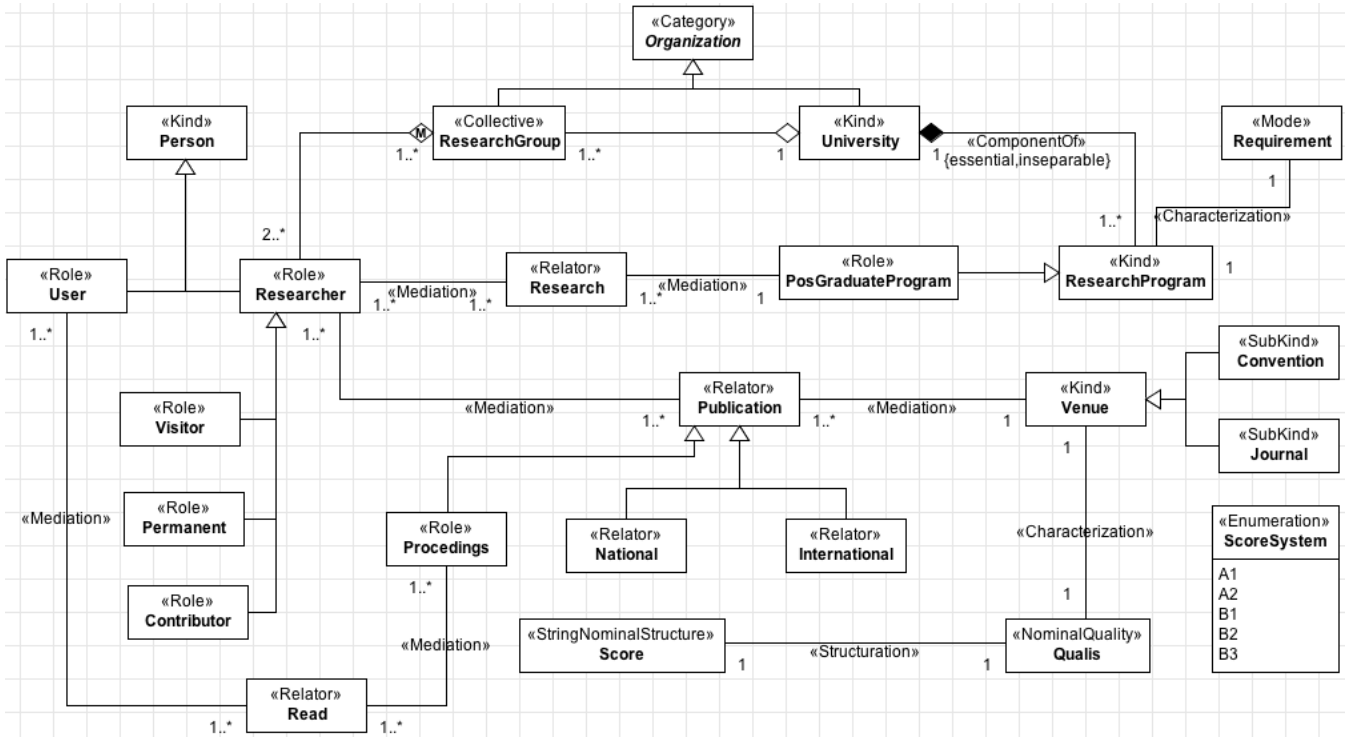 «Category»
Organization
«Kind»
Person
«Collective»
ResearchGroup
«Kind»
University
«Mode»
Requirement
M
1..*
1..*
1
1
«ComponentOf»
{essential,inseparable}
1
«Characterization»
2..*
1..*
«Role»
User
«Role»
Researcher
«Mediation»
1..*
1..*
«Relator»
Research
«Mediation»
1..*
1
«Role»
PosGraduateProgram
«Kind»
ResearchProgram
1
1..*
1..*
«SubKind»
Convention
«Role»
Visitor
«Mediation»
1..*
«Relator»
Publication
«Mediation»
1..*
1
«Kind»
Venue
1
«SubKind»
Journal
«Role»
Permanent
«Mediation»
«Role»
Procedings
«Relator»
National
«Relator»
International
«Characterization»
«Enumeration»
ScoreSystem
A1
A2
B1
B2
B3
1..*
1
«Role»
Contributor
«Mediation»
«StringNominalStructure»
Score
1
«Structuration»
1
«NominalQuality»
Qualis
«Relator»
Read
1..*
1..*